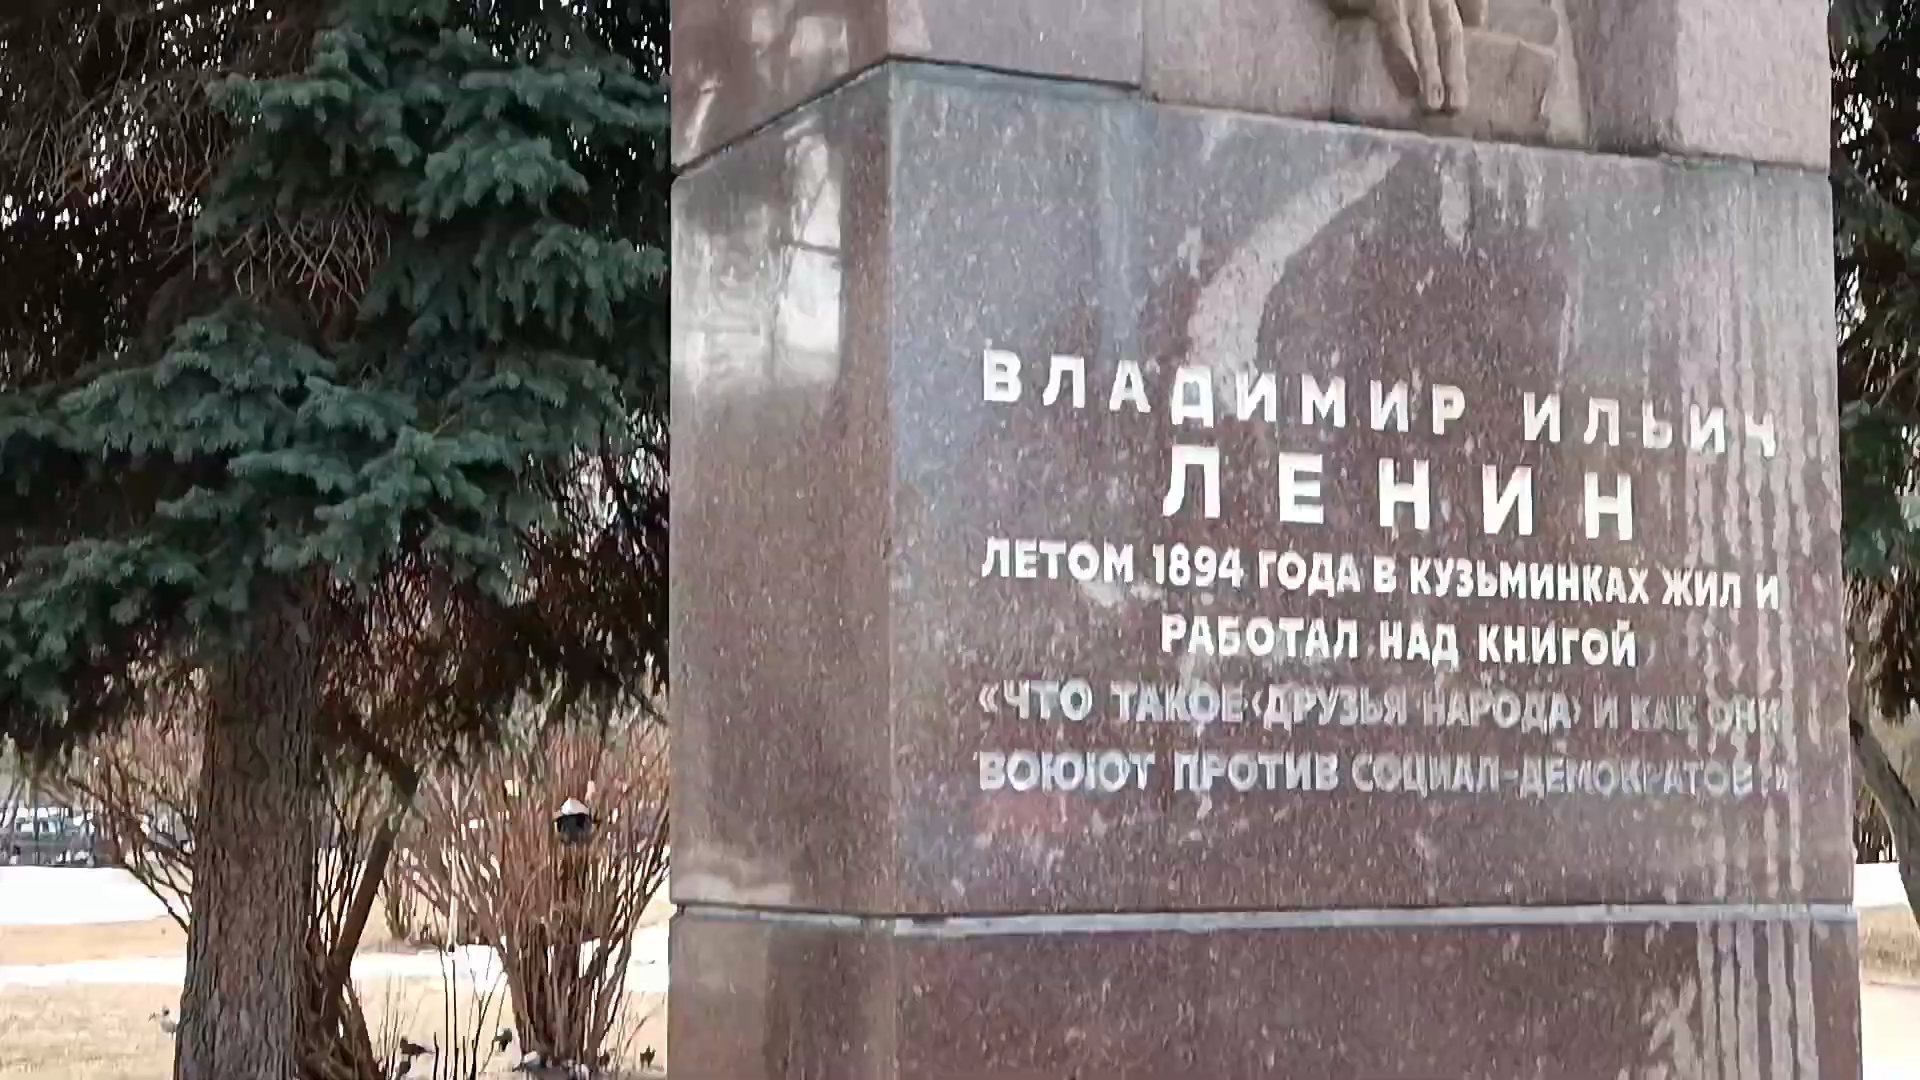 ВЛАДИМИР ИЛЬИЧ
ЛЕНИН
ЛЕТОМ 1894 ГОДА В КУЗЬМИНКАХ ЖИЛ И
РАБОТАЛ НАД КНИГОЙ
«ЧТО ТАКОЕ ‹ДРУЗЬЯ НАРОДА› И КАК ОНИ
ВОЮЮТ ПРОТИВ СОЦИАЛ-ДЕМОКРАТОВ?»